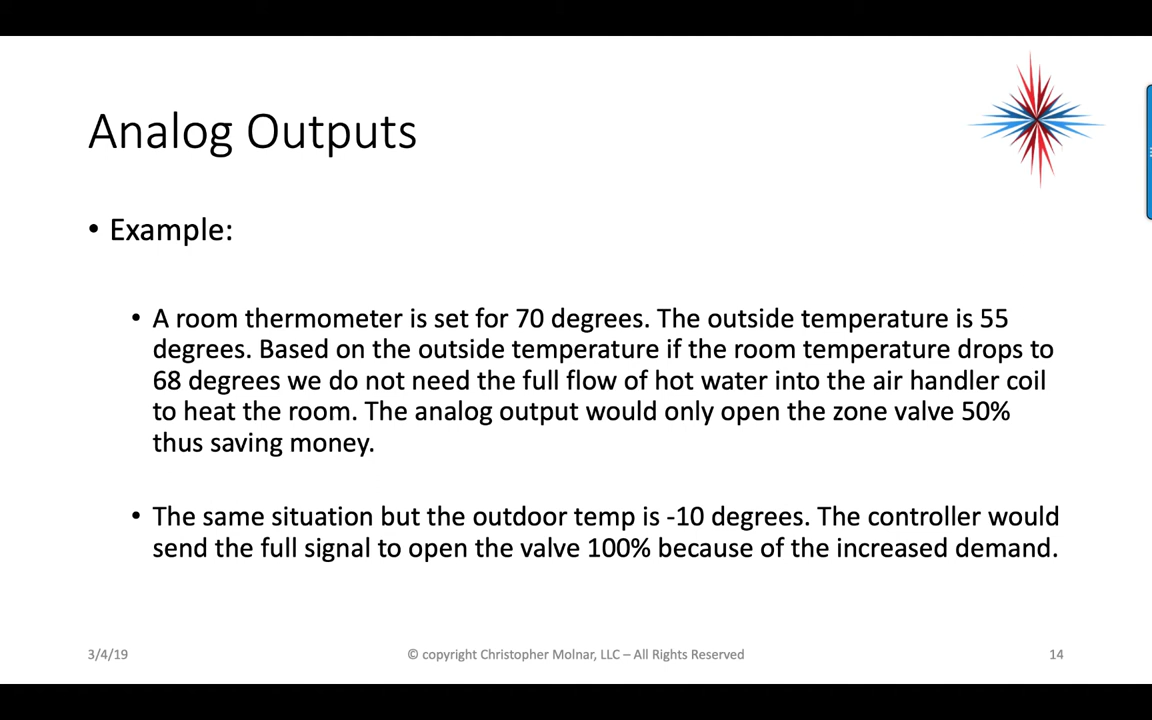 Analog Outputs
• Example:
• A room thermometer is set for 70 degrees. The outside temperature is 55
degrees. Based on the outside temperature if the room temperature drops to
68 degrees we do not need the full flow of hot water into the air handler coil
to heat the room. The analog output would only open the zone valve 50%
thus saving money.
• The same situation but the outdoor temp is -10 degrees. The controller would
send the full signal to open the valve 100% because of the increased demand.
3/4/19
© copyright Christopher Molnar, LLC – All Rights Reserved
14